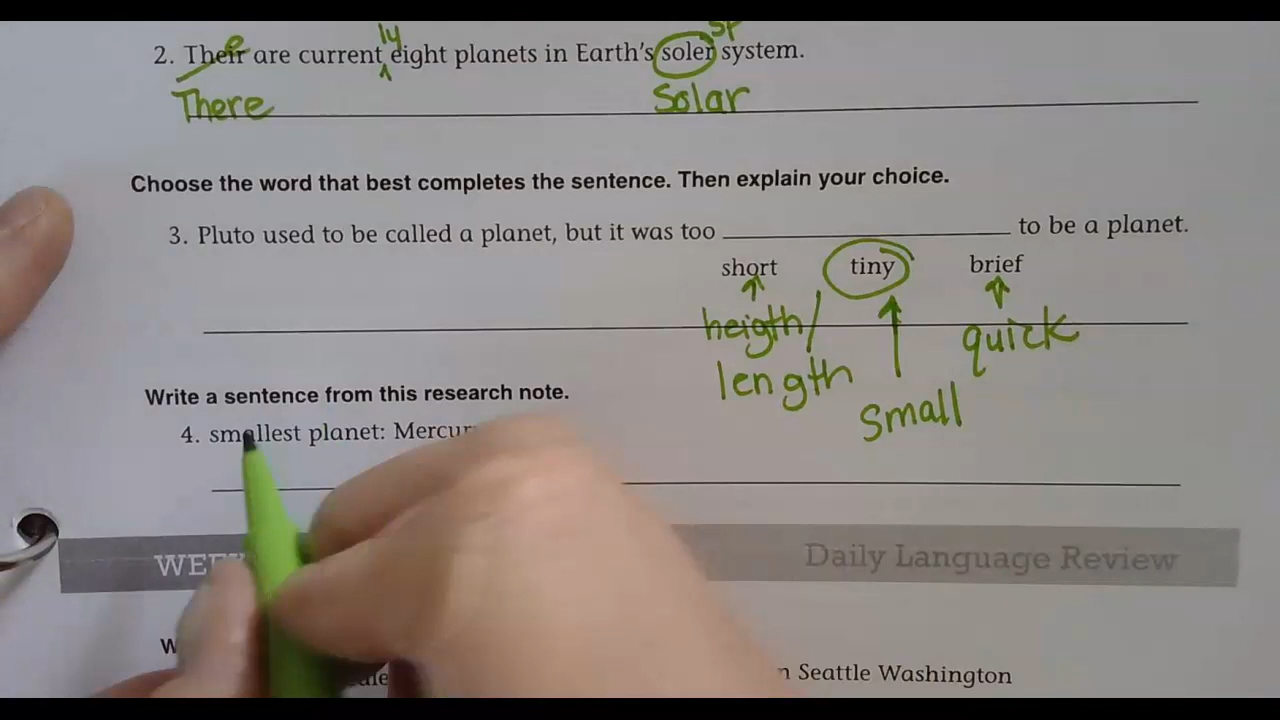 ly sp
2. Their are current eight planets in Earth's soler system.
There Solar
Choose the word that best completes the sentence. Then explain your choice.
3. Pluto used to be called a planet, but it was too to be a planet.
short tiny brief
heigth/ quick
length
small
Write a sentence from this research note.
4. smallest planet:
Daily Language Review
Seattle Washington